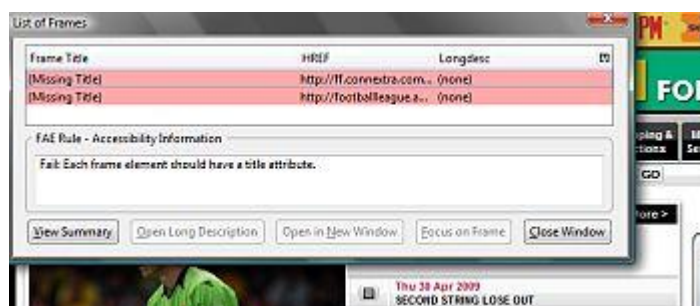 List of Frames
PM
Frame Title HREF Longdesc
(Missing Title) http://ff.connextra.com... (none)
(Missing Title) http://footballleague.a... (none)
FO
FAE Rule - Accessibility Information
Fail: Each frame element should have a title attribute.
GO
ore >
View Summary Open Long Description Open in New Window Focus on Frame Close Window
Thu 30 Apr 2009
SECOND STRING LOSE OUT